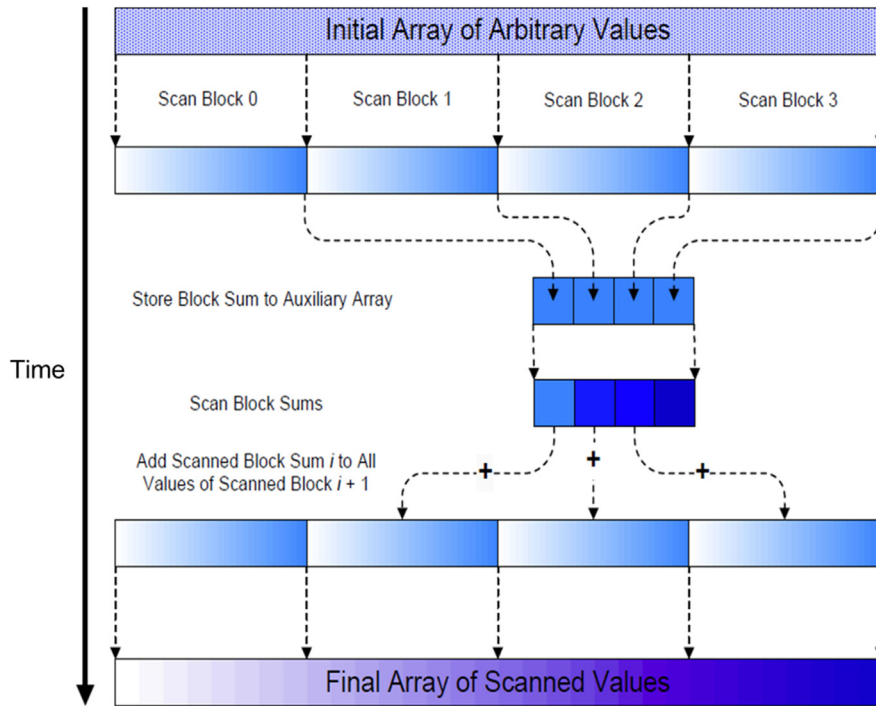 Initial Array of Arbitrary Values
Scan Block 0
Scan Block 1
Scan Block 2
Scan Block 3
Store Block Sum to Auxiliary Array
Time
Scan Block Sums
Add Scanned Block Sum i to All
Values of Scanned Block i + 1
+
+
+
Final Array of Scanned Values